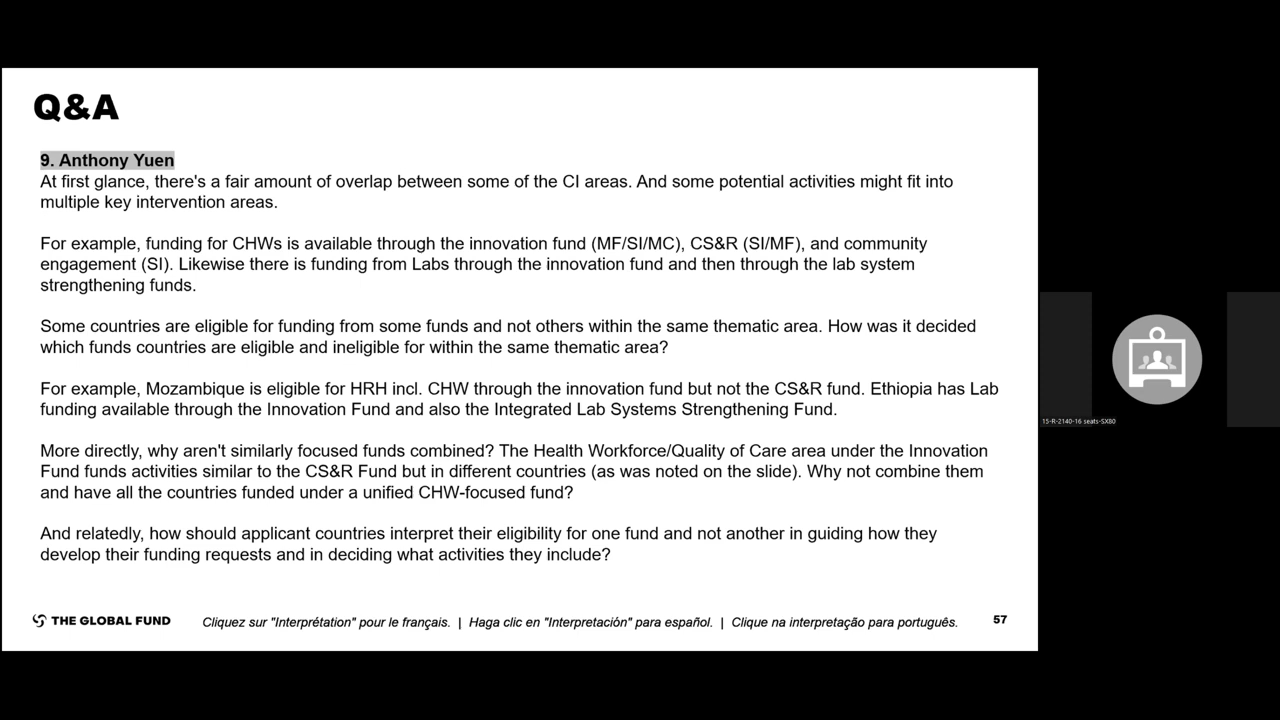 Q&A
9. Anthony Yuen
At first glance, there's a fair amount of overlap between some of the CI areas. And some potential activities might fit into
multiple key intervention areas.
For example, funding for CHWs is available through the innovation fund (MF/SI/MC), CS&R (SI/MF), and community
engagement (SI). Likewise there is funding from Labs through the innovation fund and then through the lab system
strengthening funds.
Some countries are eligible for funding from some funds and not others within the same thematic area. How was it decided
which funds countries are eligible and ineligible for within the same thematic area?
For example, Mozambique is eligible for HRH incl. CHW through the innovation fund but not the CS&R fund. Ethiopia has Lab
funding available through the Innovation Fund and also the Integrated Lab Systems Strengthening Fund.
More directly, why aren't similarly focused funds combined? The Health Workforce/Quality of Care area under the Innovation
Fund funds activities similar to the CS&R Fund but in different countries (as was noted on the slide). Why not combine them
and have all the countries funded under a unified CHW-focused fund?
And relatedly, how should applicant countries interpret their eligibility for one fund and not another in guiding how they
develop their funding requests and in deciding what activities they include?
THE GLOBAL FUND
Cliquez sur "Interprétation" pour le français. | Haga clic en "Interpretación" para español. | Clique na interpretação para português.
57
15-R-2140-16 seats-SX80